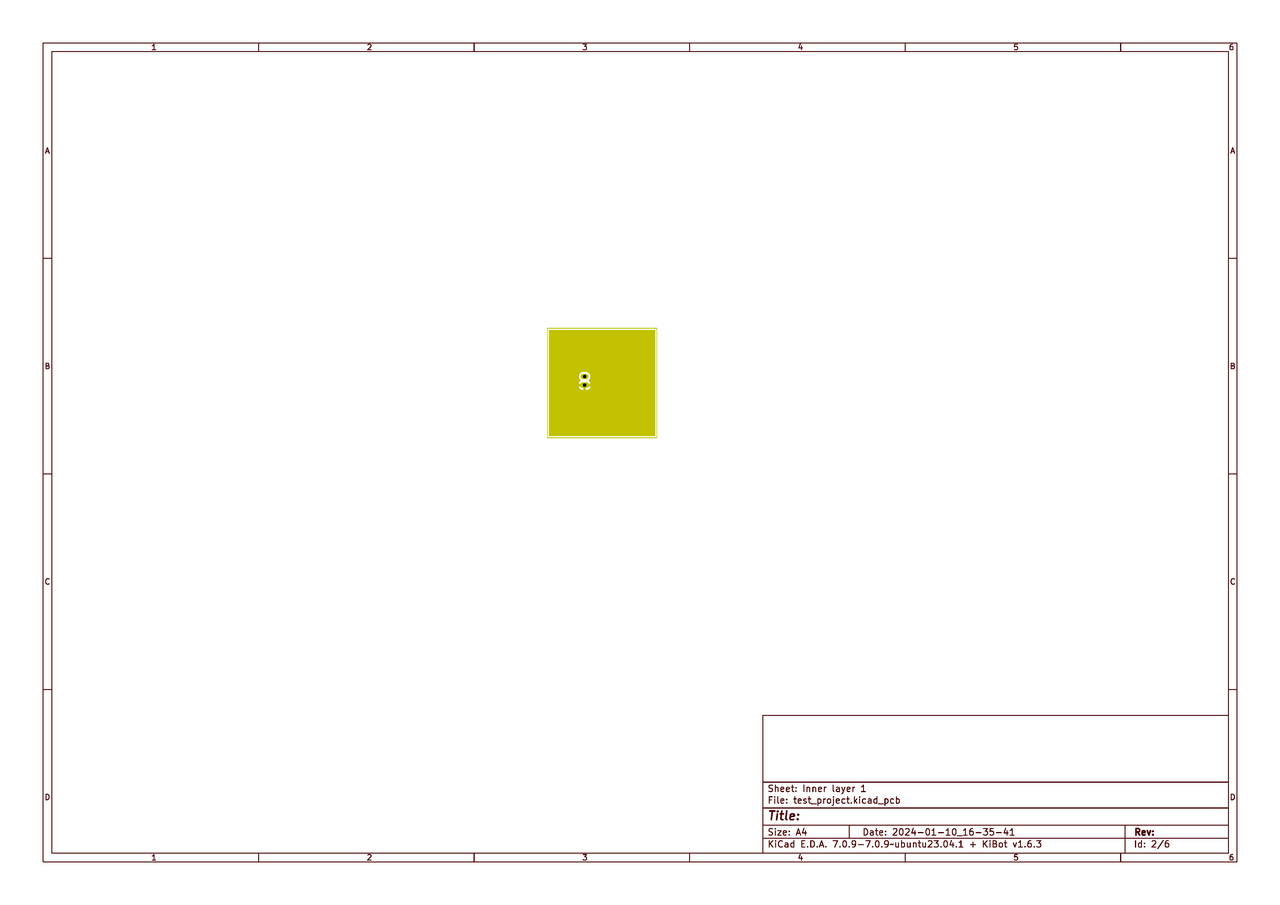 1 2 3 4 5 6
A A
B B
C C
Sheet: Inner layer 1
File: test_project.kicad_pcb
D D
Title:
Size: A4 Date: 2024-01-10_16-35-41 Rev:
KiCad E.D.A. 7.0.9-7.0.9~ubuntu23.04.1 + KiBot v1.6.3 Id: 2/6
1 2 3 4 5 6